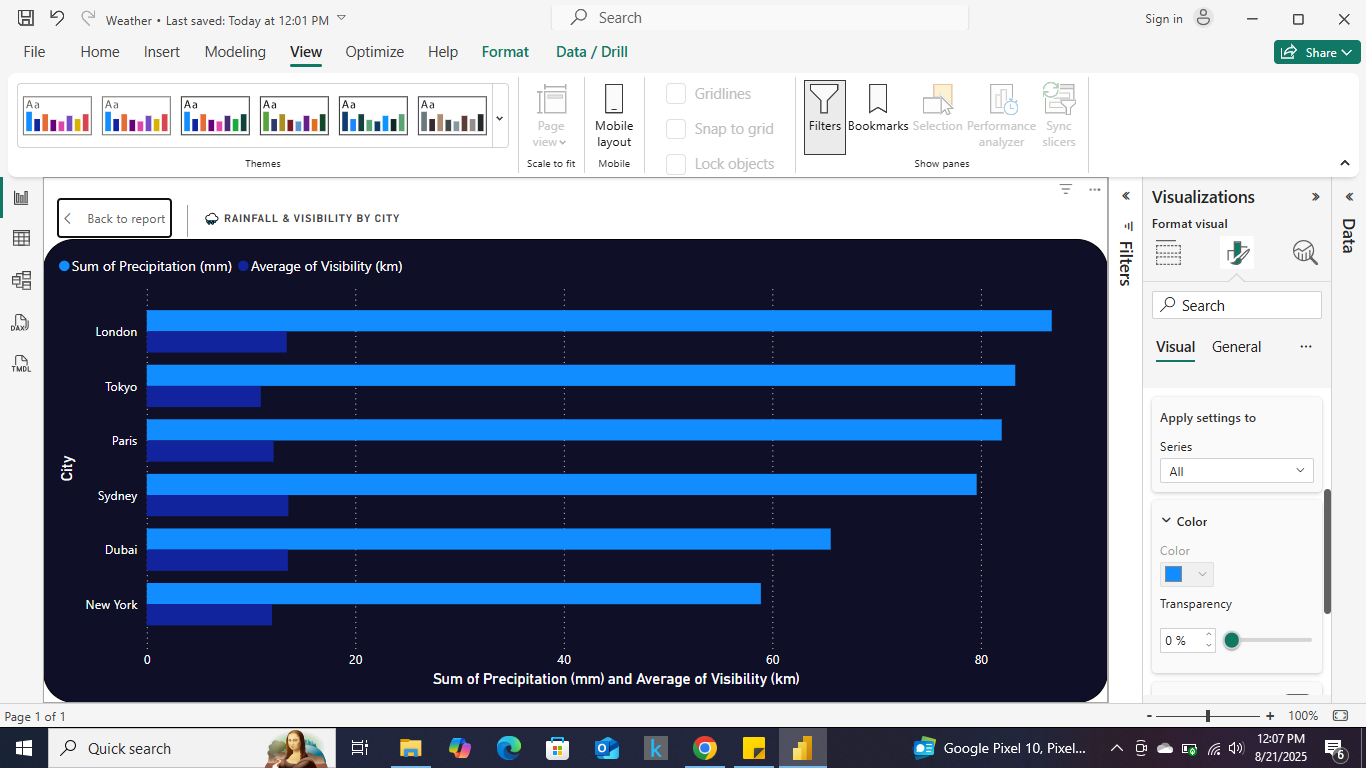 Weather • Last saved: Today at 12:01 PM
Search
Sign in
File Home Insert Modeling View Optimize Help Format Data / Drill
Share
Aa Aa Aa Aa Aa Aa
Themes
Page view
Scale to fit
Mobile layout
Mobile
Gridlines
Snap to grid
Lock objects
Filters
Bookmarks
Selection
Performance analyzer
Sync slicers
Show panes
Back to report
RAINFALL & VISIBILITY BY CITY
Sum of Precipitation (mm) Average of Visibility (km)
City
London
Tokyo
Paris
Sydney
Dubai
New York
0 20 40 60 80
Sum of Precipitation (mm) and Average of Visibility (km)
DAX
TMDL
Filters
Visualizations
Format visual
Search
Visual General
Apply settings to
Series
All
Color
Color
Transparency
0 %
Data
Page 1 of 1
- + 100%
Quick search
Google Pixel 10, Pixel...
12:07 PM
8/21/2025
6